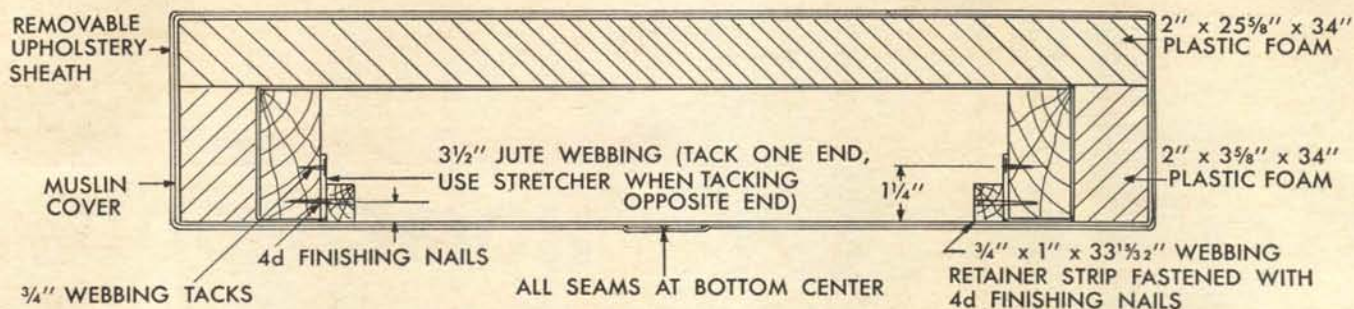 REMOVABLE
UPHOLSTERY
SHEATH
2" x 25⅝" x 34"
PLASTIC FOAM
3½" JUTE WEBBING (TACK ONE END,
USE STRETCHER WHEN TACKING
OPPOSITE END)
1¼"
2" x 3⅝" x 34"
PLASTIC FOAM
MUSLIN
COVER
4d FINISHING NAILS
¾" WEBBING TACKS
ALL SEAMS AT BOTTOM CENTER
¾" x 1" x 33¹⁵⁄₃₂" WEBBING
RETAINER STRIP FASTENED WITH
4d FINISHING NAILS